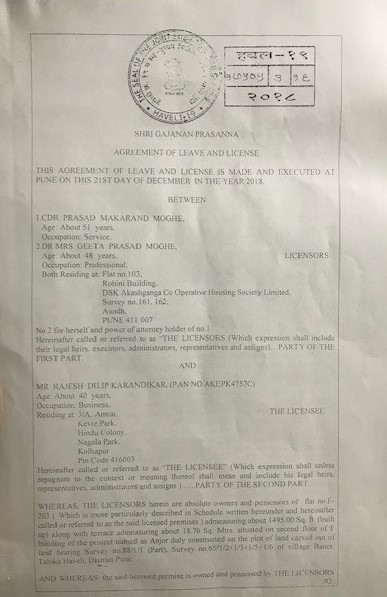 THE SEAL OF THE JOINT
HAVELI-19
हवल-१९
३
२०१८
SHRI GAJANAN PRASANNA
AGREEMENT OF LEAVE AND LICENSE
THIS AGREEMENT OF LEAVE AND LICENSE IS MADE AND EXECUTED AT
PUNE ON THIS 21ST DAY OF DECEMBER IN THE YEAR 2018.
BETWEEN
1.CDR PRASAD MAKARAND MOGHE,
Age: About 51 years,
Occupation: Service.
2.DR MRS GEETA PRASAD MOGHE,
Age: About 48 years, LICENSORS
Occupation: Professional,
Both Residing at: Flat no.103,
Rohini Building,
DSK Akashganga Co Operative Housing Society Limited,
Survey no.161, 162,
Aundh,
PUNE 411 007
No.2 for herself and power of attorney holder of no.1
Hereinafter called or referred to as "THE LICENSORS (Which expression shall include
their legal heirs, executors, administrators, representatives and assigns)...PARTY OF THE
FIRST PART.
AND
MR RAJESH DILIP KARANDIKAR, (PAN NO.AKEPK4752C)
Age: About 40 years,
Occupation: Business,
Residing at: 3/A, Amrai, THE LICENSEE
Keviz Park,
Hindu Colony,
Nagala Park,
Kolhapur
Pin Code 416003
Hereinafter called or referred to as 'THE LICENSEE" (Which expression shall unless
repugnant to the context or meaning thereof shall mean and include his legal heirs,
representatives, administrators and assigns ).....PARTY OF THE SECOND PART.
WHEREAS, THE LICENSORS herein are absolute owners and possessors of flat no.F-
203 ( Which is more particularly described in Schedule written hereunder and hereinafter
called or referred to as the said licensed premises ) admeasuring about 1495.00 Sq. ft. (built
up) along with terrace admeasuring about 18.76 Sq. Mtrs. situated on second floor of F
building of the project named as Anjor duly constructed on the plot of land carved out of
land bearing Survey no.88/1/1 (Part), Survey no.65/1/2+1/3+1/5+1/6 of village Baner,
Taluka Haveli, District Pune.
AND WHEREAS, the said licensed premise is owned and possessed by THE LICENSORS